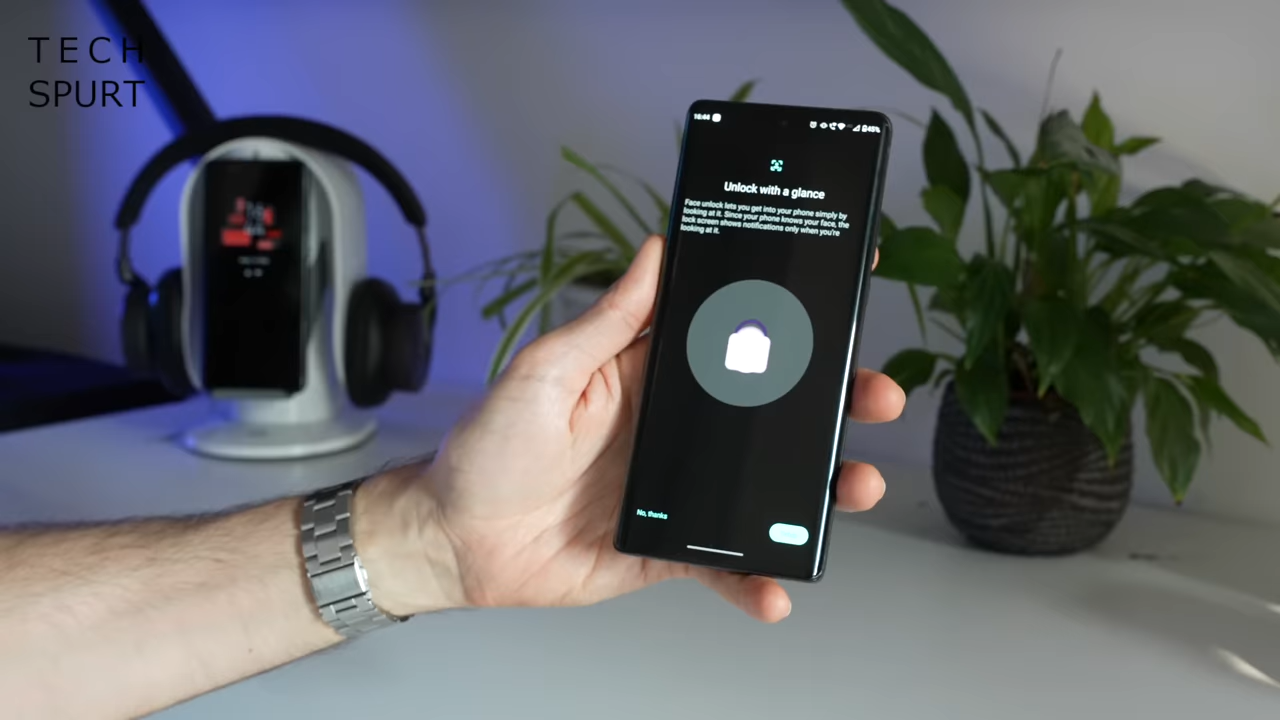 TECH
SPURT
16:44
45%
Unlock with a glance
Face unlock lets you get into your phone simply by
looking at it. Since your phone knows your face, the
lock screen shows notifications only when you're
looking at it.
No, thanks